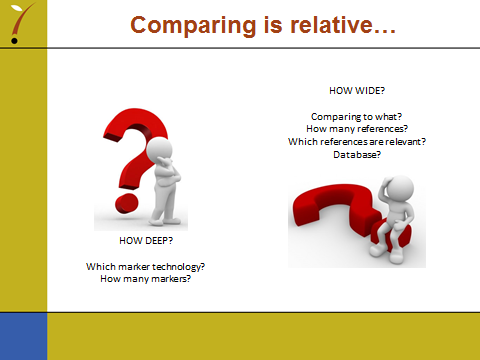 Comparing is relative…
HOW WIDE?
Comparing to what?
How many references?
Which references are relevant?
Database?
HOW DEEP?
Which marker technology?
How many markers?